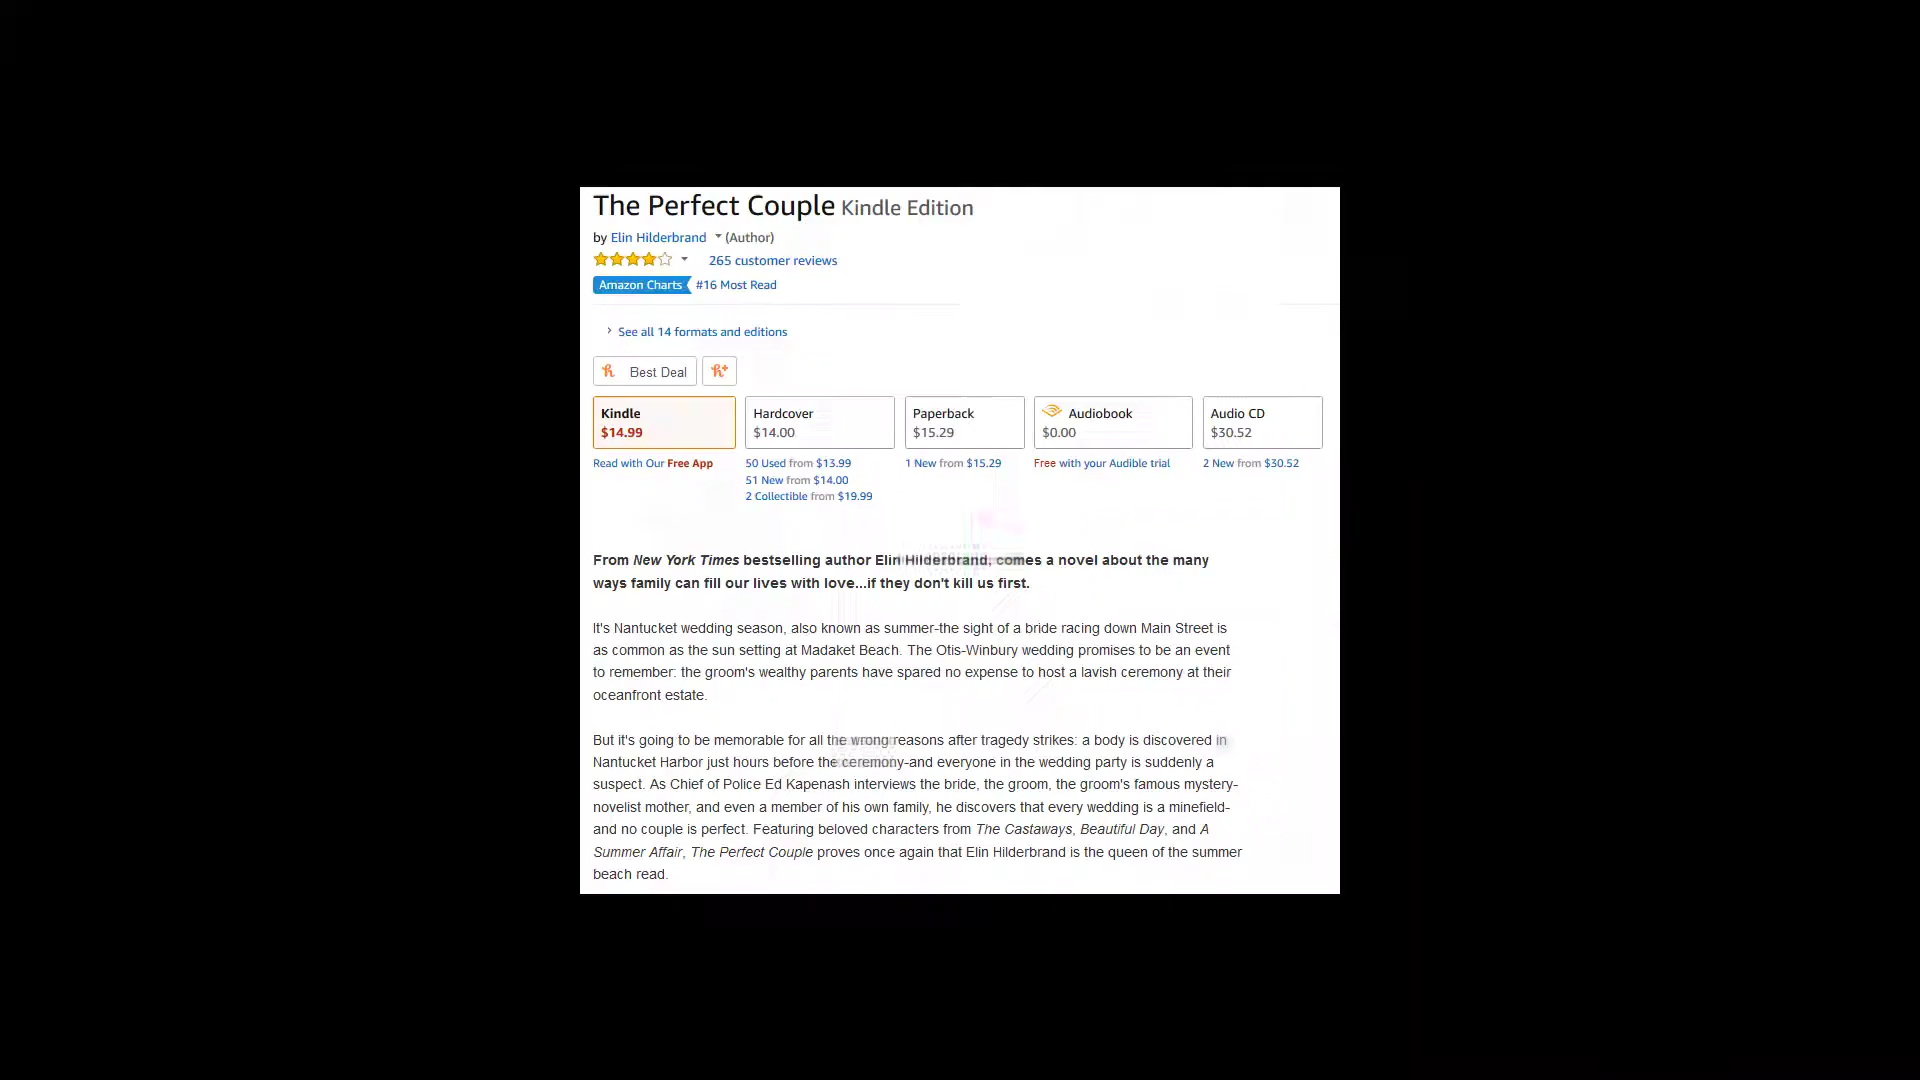 The Perfect Couple Kindle Edition
by Elin Hilderbrand (Author)
265 customer reviews
Amazon Charts #16 Most Read
See all 14 formats and editions
h Best Deal h+
Kindle Hardcover Paperback Audiobook Audio CD
$14.99 $14.00 $15.29 $0.00 $30.52
Read with Our Free App 50 Used from $13.99 1 New from $15.29 Free with your Audible trial 2 New from $30.52
51 New from $14.00
2 Collectible from $19.99
From New York Times bestselling author Elin Hilderbrand, comes a novel about the many
ways family can fill our lives with love...if they don't kill us first.
It's Nantucket wedding season, also known as summer-the sight of a bride racing down Main Street is
as common as the sun setting at Madaket Beach. The Otis-Winbury wedding promises to be an event
to remember: the groom's wealthy parents have spared no expense to host a lavish ceremony at their
oceanfront estate.
But it's going to be memorable for all the wrong reasons after tragedy strikes: a body is discovered in
Nantucket Harbor just hours before the ceremony-and everyone in the wedding party is suddenly a
suspect. As Chief of Police Ed Kapenash interviews the bride, the groom, the groom's famous mystery-
novelist mother, and even a member of his own family, he discovers that every wedding is a minefield-
and no couple is perfect. Featuring beloved characters from The Castaways, Beautiful Day, and A
Summer Affair, The Perfect Couple proves once again that Elin Hilderbrand is the queen of the summer
beach read.